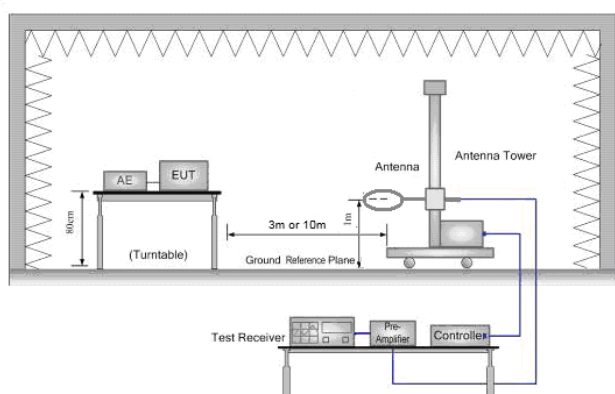 Antenna
Antenna Tower
AE
EUT
80cm
(Turntable)
3m or 10m
1m
Ground Reference Plane
Test Receiver
Pre-
Amplifier
Controller